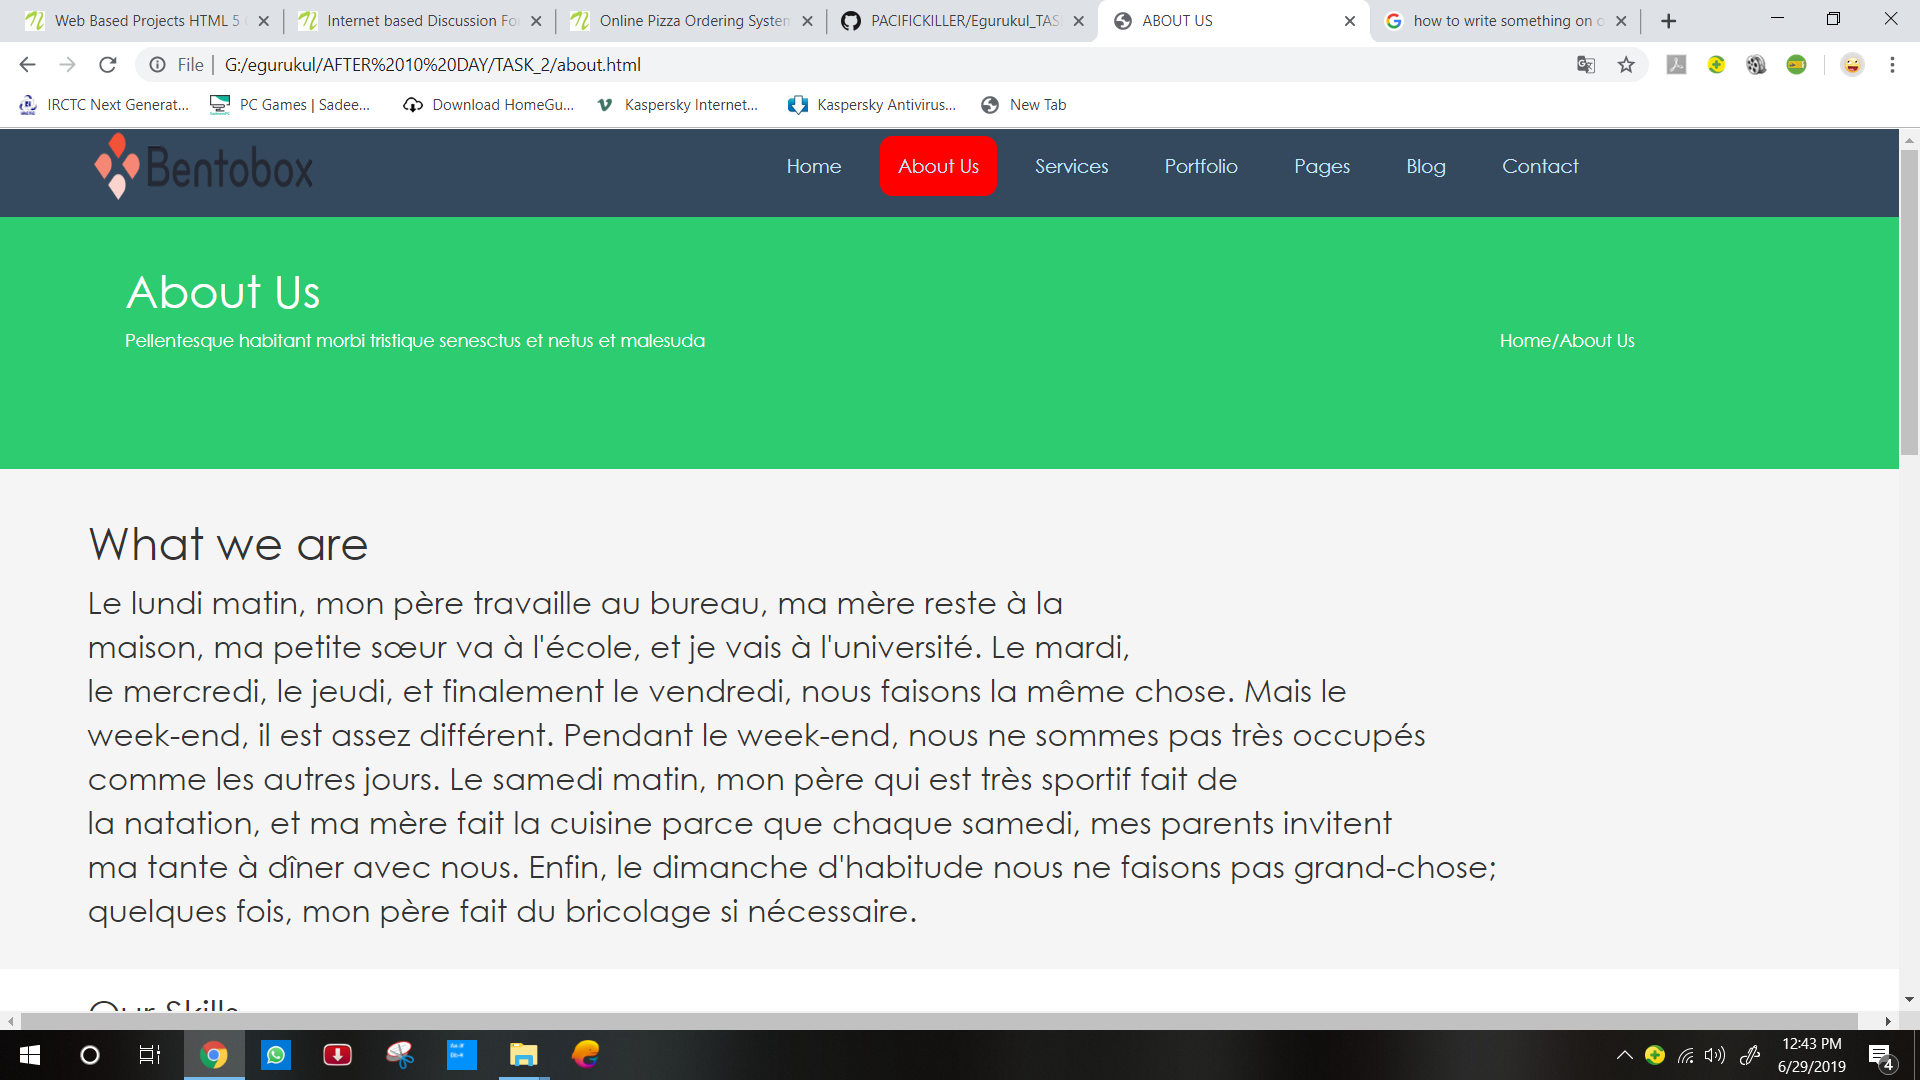 Web Based Projects HTML 5
Internet based Discussion Fo
Online Pizza Ordering System
PACIFICKILLER/Egurukul_TAS
ABOUT US
how to write something on o
File
G:/egurukul/AFTER%2010%20DAY/TASK_2/about.html
IRCTC Next Generat...
PC Games | Sadee...
Download HomeGu...
Kaspersky Internet...
Kaspersky Antivirus...
New Tab
Bentobox
Home
About Us
Services
Portfolio
Pages
Blog
Contact
About Us
Pellentesque habitant morbi tristique senesctus et netus et malesuda
Home/About Us
What we are
Le lundi matin, mon père travaille au bureau, ma mère reste à la
maison, ma petite sœur va à l'école, et je vais à l'université. Le mardi,
le mercredi, le jeudi, et finalement le vendredi, nous faisons la même chose. Mais le
week-end, il est assez différent. Pendant le week-end, nous ne sommes pas très occupés
comme les autres jours. Le samedi matin, mon père qui est très sportif fait de
la natation, et ma mère fait la cuisine parce que chaque samedi, mes parents invitent
ma tante à dîner avec nous. Enfin, le dimanche d'habitude nous ne faisons pas grand-chose;
quelques fois, mon père fait du bricolage si nécessaire.
Our Skills
12:43 PM
6/29/2019
4